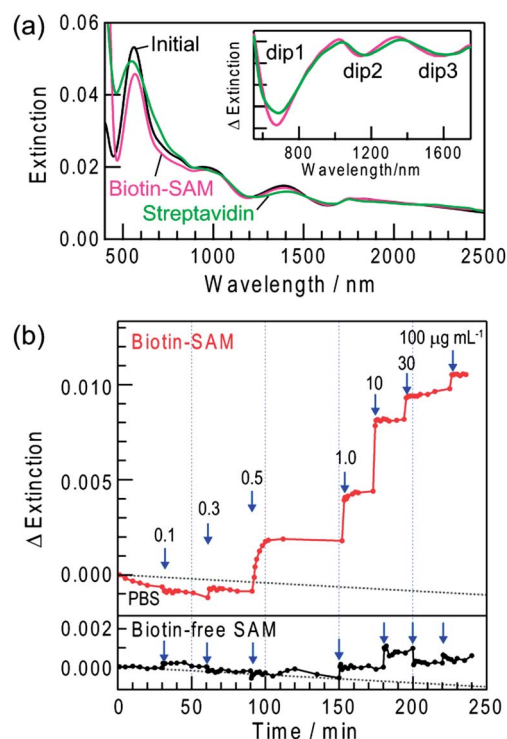 (a)
0.06
0.04
0.02
0.00
Extinction
Initial
Biotin-SAM
Streptavidin
500 1000 1500 2000 2500
Wavelength / nm
Δ Extinction
dip1
dip2
dip3
800 1200 1600
Wavelength/nm
(b)
Biotin-SAM
100 μg mL-1
30
10
1.0
0.5
0.3
0.1
0.010
0.005
0.000
Δ Extinction
PBS
Biotin-free SAM
0.002
0.000
0 50 100 150 200 250
Time / min